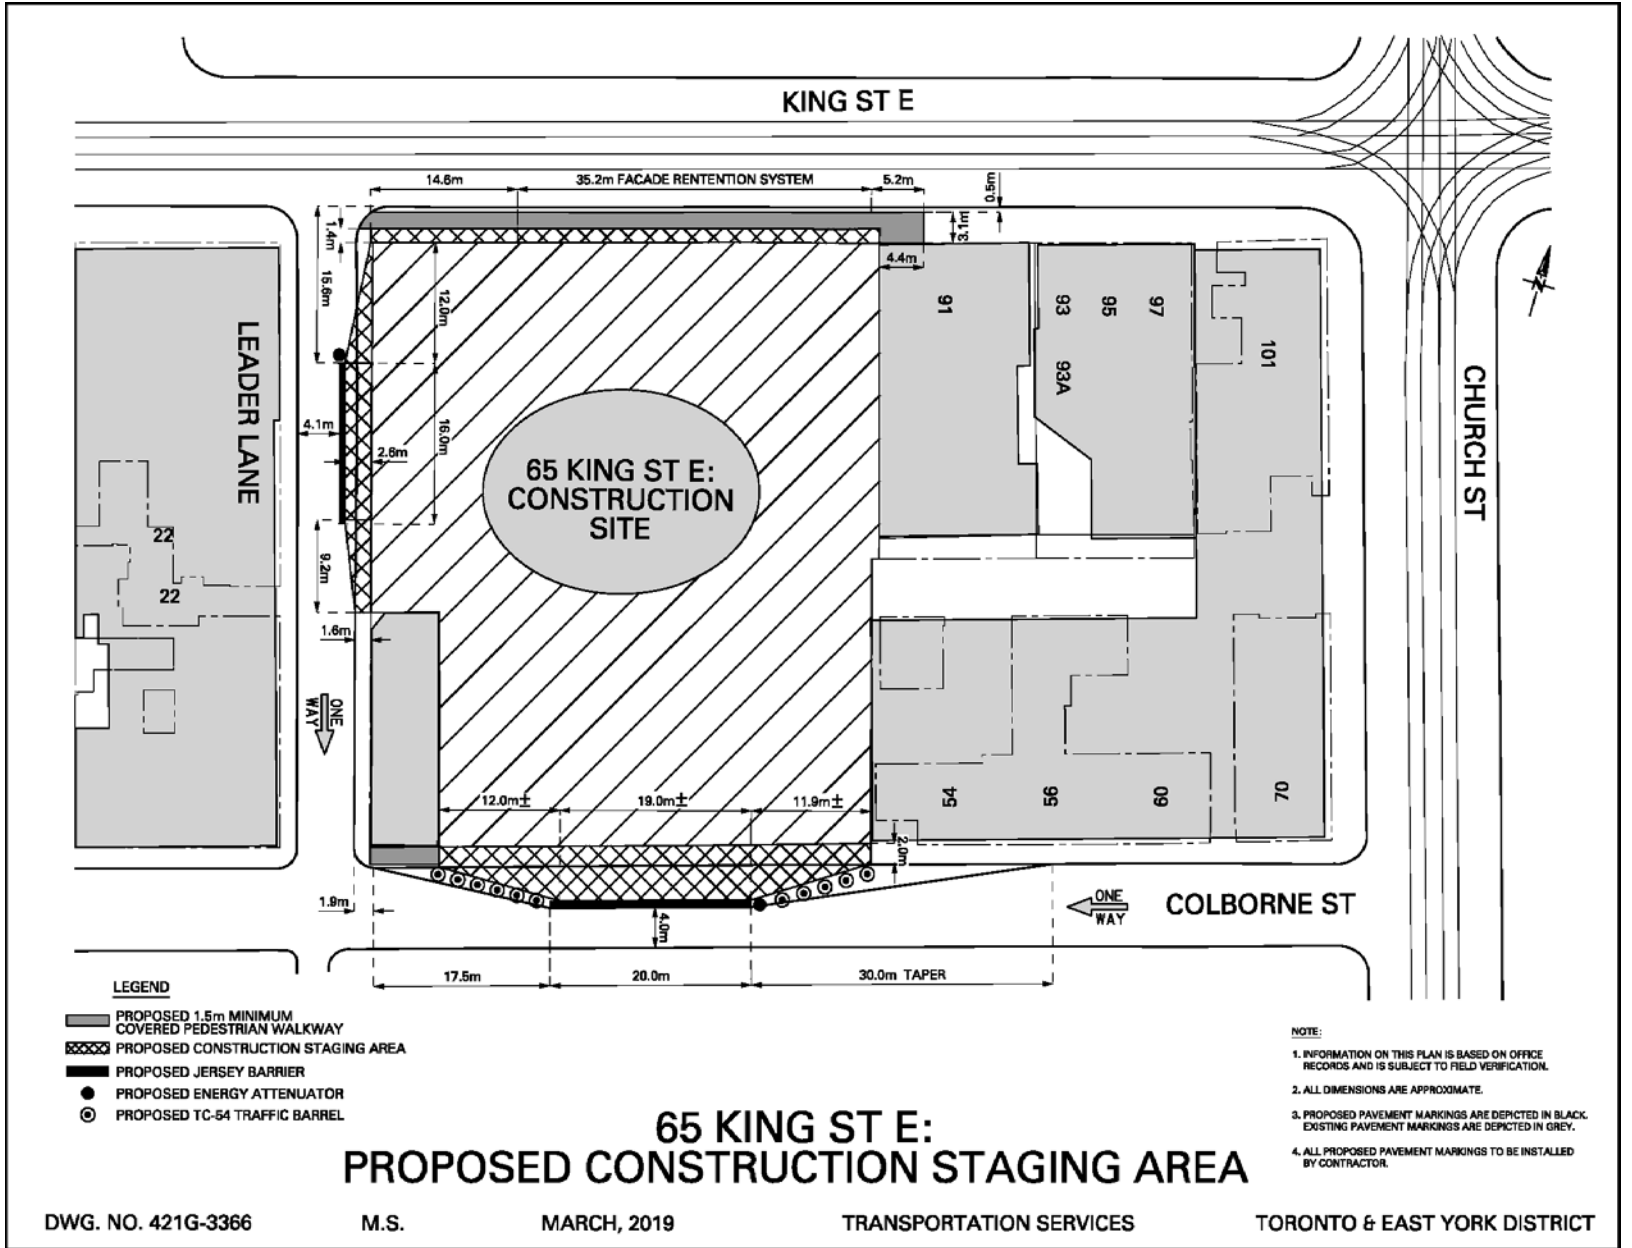 KING ST E
14.6m
35.2m FACADE RENTENTION SYSTEM
5.2m
0.5m
3.1m
4.4m
1.4m
15.6m
12.0m
16.0m
4.1m
2.6m
9.2m
1.6m
LEADER LANE
22
22
65 KING ST E:
CONSTRUCTION
SITE
91
93
95
97
93A
101
CHURCH ST
N
ONE
WAY
12.0m±
19.0m±
11.9m±
2.0m
54
56
60
70
1.9m
4.0m
ONE
WAY
COLBORNE ST
17.5m
20.0m
30.0m TAPER
LEGEND
PROPOSED 1.5m MINIMUM
COVERED PEDESTRIAN WALKWAY
PROPOSED CONSTRUCTION STAGING AREA
PROPOSED JERSEY BARRIER
PROPOSED ENERGY ATTENUATOR
PROPOSED TC-54 TRAFFIC BARREL
NOTE:
1. INFORMATION ON THIS PLAN IS BASED ON OFFICE
RECORDS AND IS SUBJECT TO FIELD VERIFICATION.
2. ALL DIMENSIONS ARE APPROXIMATE.
3. PROPOSED PAVEMENT MARKINGS ARE DEPICTED IN BLACK.
EXISTING PAVEMENT MARKINGS ARE DEPICTED IN GREY.
4. ALL PROPOSED PAVEMENT MARKINGS TO BE INSTALLED
BY CONTRACTOR.
65 KING ST E:
PROPOSED CONSTRUCTION STAGING AREA
DWG. NO. 421G-3366
M.S.
MARCH, 2019
TRANSPORTATION SERVICES
TORONTO & EAST YORK DISTRICT